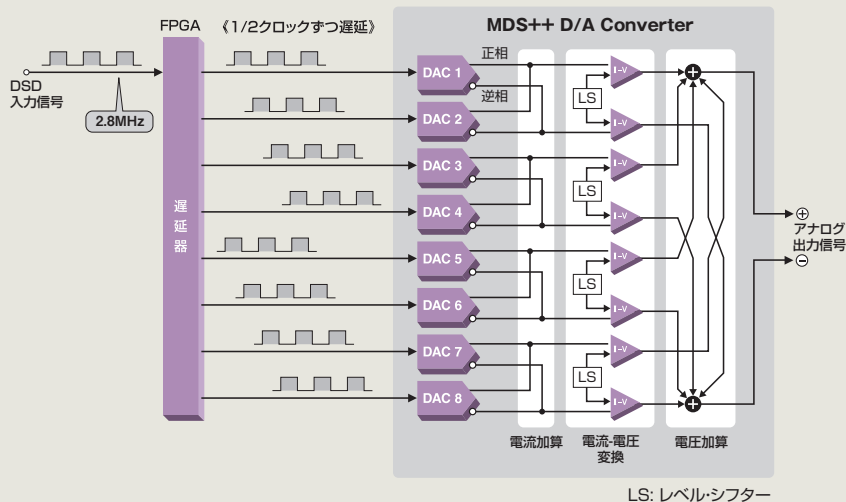 FPGA
《1/2クロックずつ遅延》
MDS++ D/A Converter
DSD
入力信号
2.8MHz
遅延器
正相
逆相
DAC 1
DAC 2
DAC 3
DAC 4
DAC 5
DAC 6
DAC 7
DAC 8
I-V
LS
I-V
I-V
LS
I-V
I-V
LS
I-V
I-V
LS
I-V
+
+
⊕
アナログ
出力信号
⊖
電流加算
電流-電圧
変換
電圧加算
LS: レベル・シフター